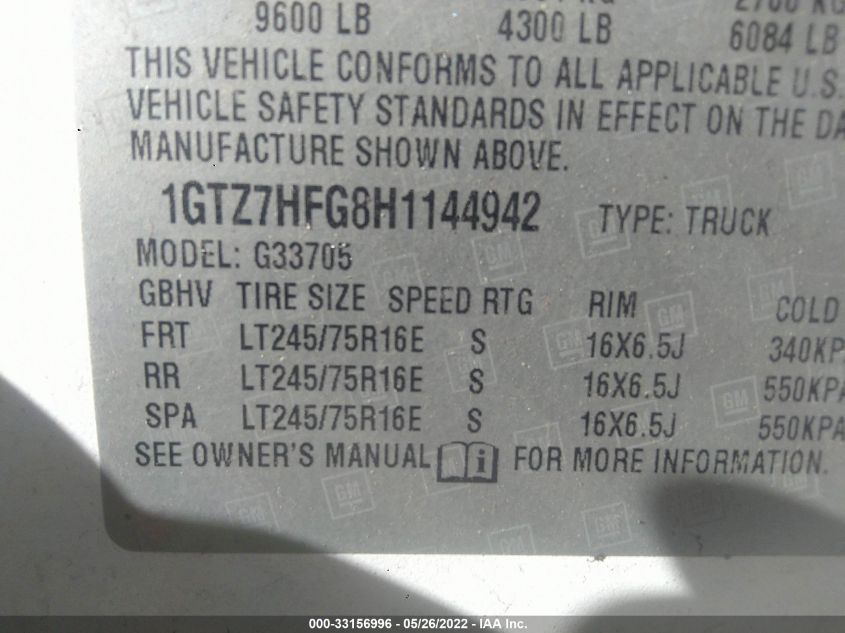 9600 LB 4300 LB 6084 LB
THIS VEHICLE CONFORMS TO ALL APPLICABLE U.S.
VEHICLE SAFETY STANDARDS IN EFFECT ON THE DA
MANUFACTURE SHOWN ABOVE.
1GTZ7HFG8H1144942 TYPE: TRUCK
MODEL: G33705
GBHV TIRE SIZE SPEED RTG RIM COLD
FRT LT245/75R16E S 16X6.5J 340KP
RR LT245/75R16E S 16X6.5J 550KPA
SPA LT245/75R16E S 16X6.5J 550KPA
SEE OWNER'S MANUAL i FOR MORE INFORMATION.
GM
000-33156996 - 05/26/2022 - IAA Inc.